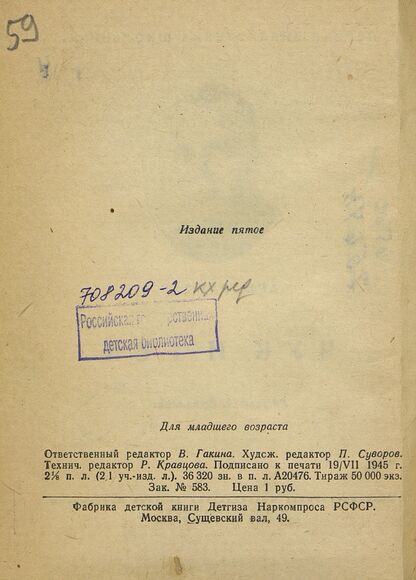 59
Издание пятое
708209-2 кх ред
Российская государственная
детская библиотека
Для младшего возраста
Ответственный редактор В. Гакина. Худож. редактор П. Суворов.
Технич. редактор Р. Кравцова. Подписано к печати 19/VII 1945 г.
2⅛ п. л. (2,1 уч.-изд. л.). 36 320 зн. в п. л. А20476. Тираж 50 000 экз.
Зак. № 583. Цена 1 руб.
Фабрика детской книги Детгиза Наркомпроса РСФСР.
Москва, Сущевский вал, 49.